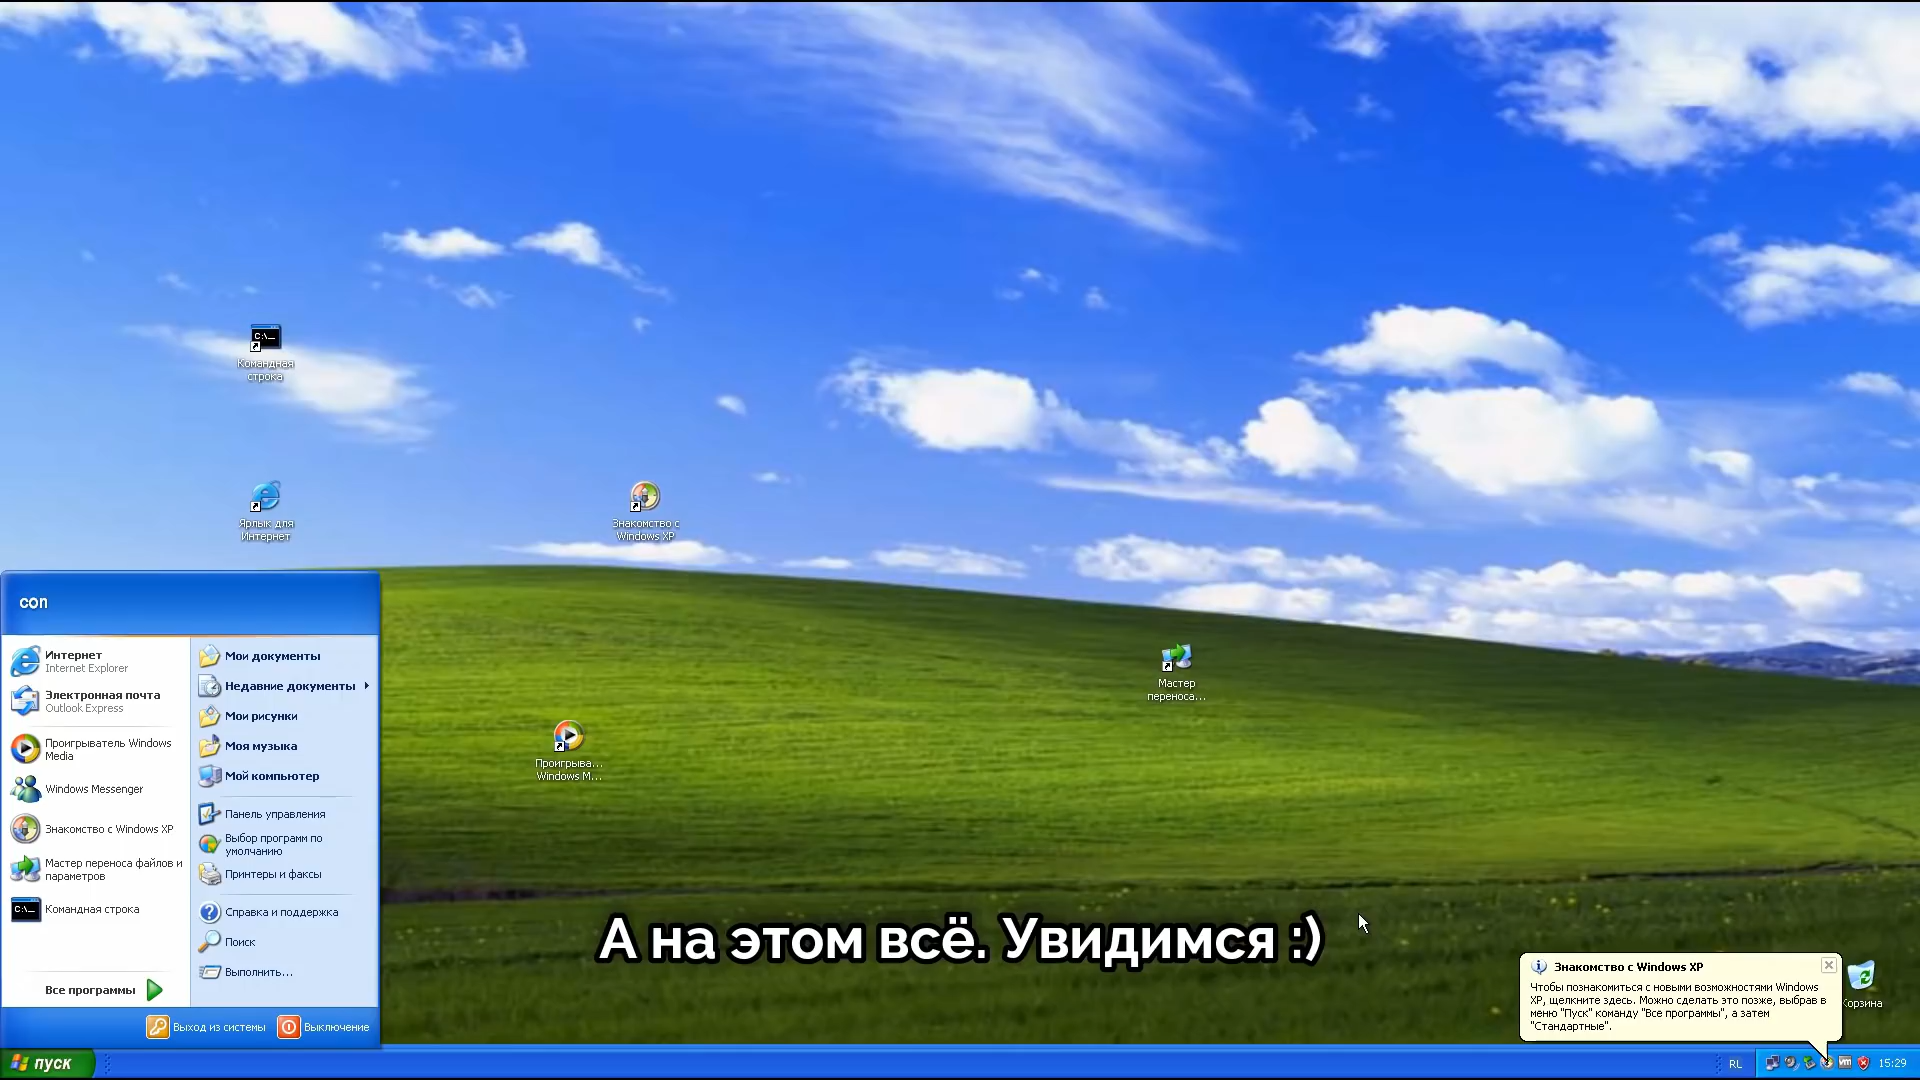 Командная
строка
Ярлык для
Интернет
Знакомство с
Windows XP
Мастер
переноса...
Проигрыва...
Windows M...
con
Интернет
Internet Explorer
Электронная почта
Outlook Express
Проигрыватель Windows
Media
Windows Messenger
Знакомство с Windows XP
Мастер переноса файлов и
параметров
Командная строка
Все программы
Мои документы
Недавние документы
Мои рисунки
Моя музыка
Мой компьютер
Панель управления
Выбор программ по
умолчанию
Принтеры и факсы
Справка и поддержка
Поиск
Выполнить...
Выход из системы
Выключение
А на этом всё. Увидимся :)
Знакомство с Windows XP
Чтобы познакомиться с новыми возможностями Windows
XP, щелкните здесь. Можно сделать это позже, выбрав в
меню "Пуск" команду "Все программы", а затем
"Стандартные".
Корзина
пуск
RL
15:29